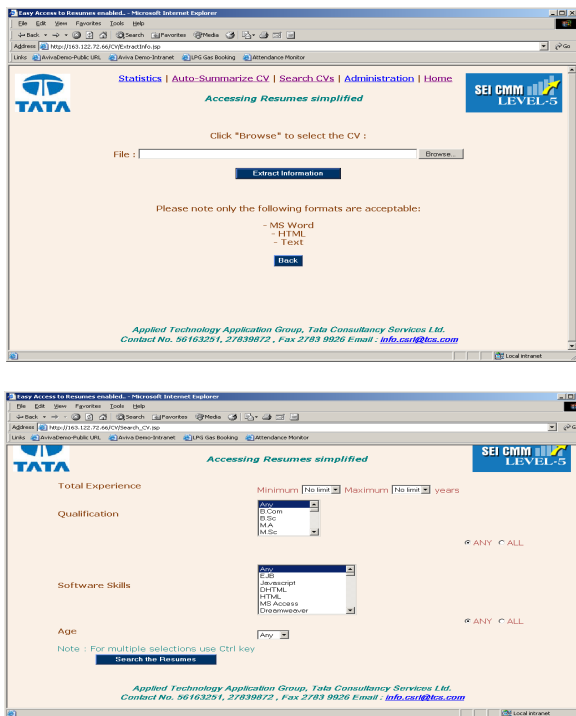 Easy Access to Resumes enabled.. - Microsoft Internet Explorer
File Edit View Favorites Tools Help
Back Search Favorites Media
Address http://163.122.72.66/CV/ExtractInfo.jsp Go
Links AvivaDemo-Public URL Aviva Demo-Intranet LPG Gas Booking Attendance Monitor
TATA
Statistics | Auto-Summarize CV | Search CVs | Administration | Home
Accessing Resumes simplified
SEI CMM
LEVEL-5
Click "Browse" to select the CV :
File : Browse...
Extract Information
Please note only the following formats are acceptable:
- MS Word
- HTML
- Text
Back
Applied Technology Application Group, Tata Consultancy Services Ltd.
Contact No. 56163251, 27839872 , Fax 2783 9926 Email : info.csrl@tcs.com
Local intranet
Easy Access to Resumes enabled.. - Microsoft Internet Explorer
File Edit View Favorites Tools Help
Back Search Favorites Media
Address http://163.122.72.66/CV/Search_CV.jsp G
Links AvivaDemo-Public URL Aviva Demo-Intranet LPG Gas Booking Attendance Monitor
TATA
Accessing Resumes simplified
SEI CMM
LEVEL-5
Total Experience Minimum No limit Maximum No limit years
Qualification
Any
B.Com
B.Sc
M.A
M.Sc
ANY ALL
Software Skills
Any
EJB
Javascript
DHTML
HTML
MS Access
Dreamweaver
ANY ALL
Age Any
Note : For multiple selections use Ctrl key
Search the Resumes
Applied Technology Application Group, Tata Consultancy Services Ltd.
Contact No. 56163251, 27839872 , Fax 2783 9926 Email : info.csrl@tcs.com
Local intranet